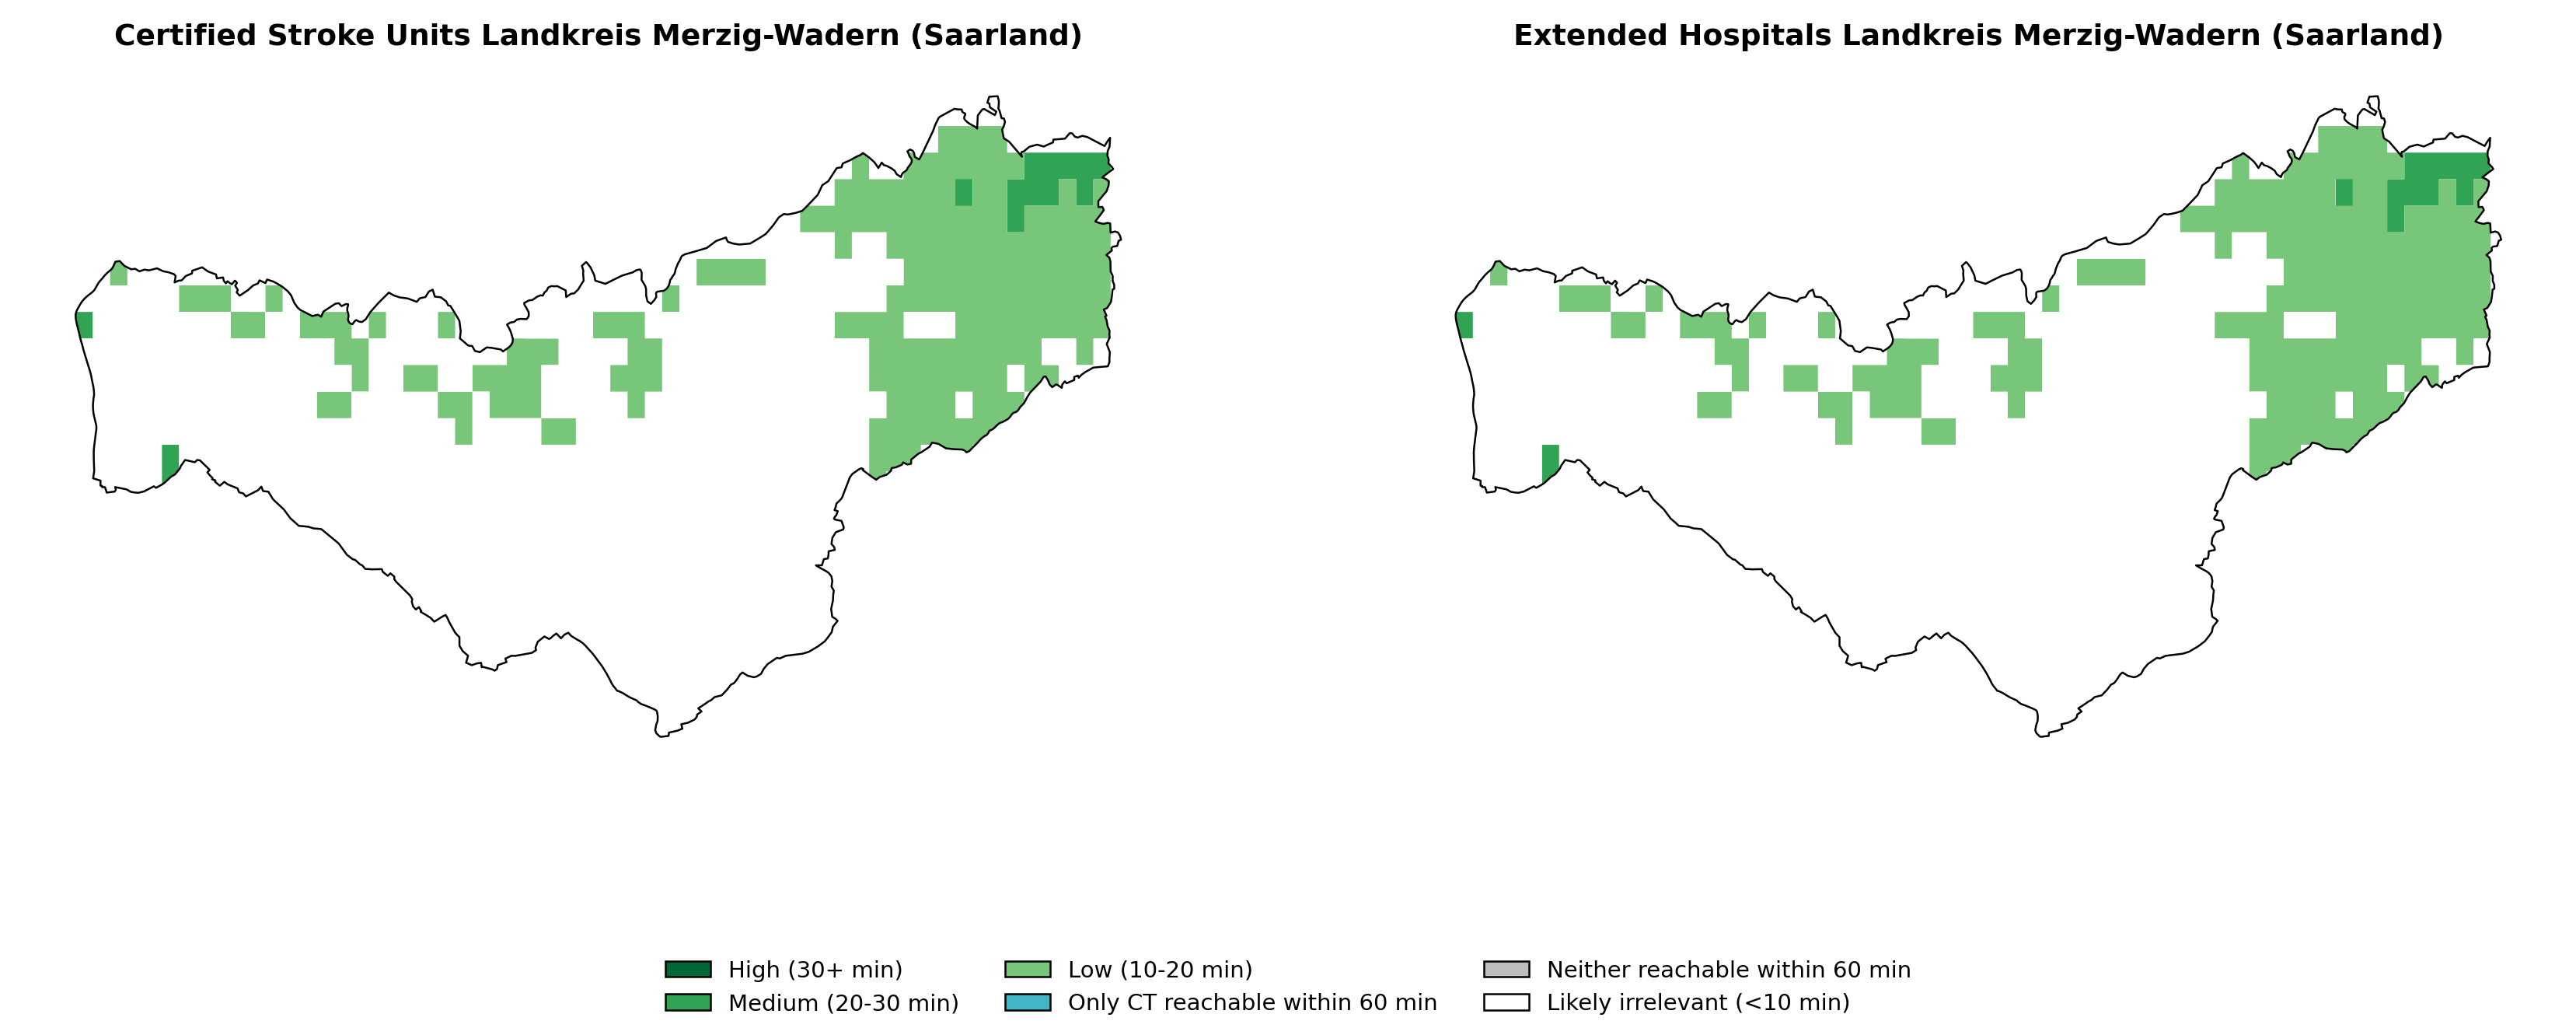 Certified Stroke Units Landkreis Merzig-Wadern (Saarland)
Extended Hospitals Landkreis Merzig-Wadern (Saarland)
High (30+ min)
Medium (20-30 min)
Low (10-20 min)
Only CT reachable within 60 min
Neither reachable within 60 min
Likely irrelevant (<10 min)